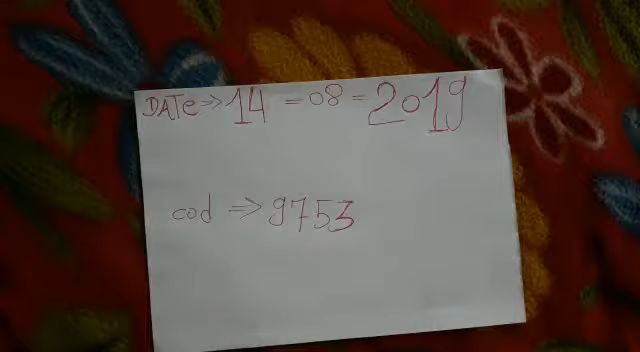 DATe => 14 - 08 - 2019
cod => 9753